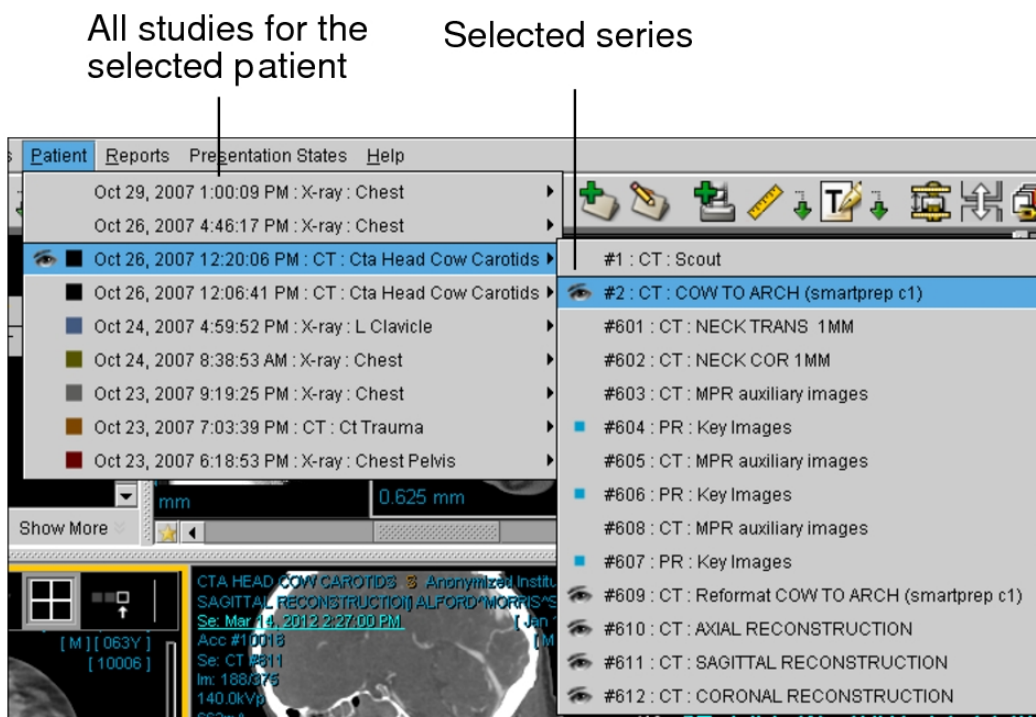 All studies for the
selected patient
Selected series
Patient Reports Presentation States Help
Oct 29, 2007 1:00:09 PM : X-ray : Chest
Oct 26, 2007 4:46:17 PM : X-ray : Chest
Oct 26, 2007 12:20:06 PM : CT : Cta Head Cow Carotids
Oct 26, 2007 12:06:41 PM : CT : Cta Head Cow Carotids
Oct 24, 2007 4:59:52 PM : X-ray : L Clavicle
Oct 24, 2007 8:38:53 AM : X-ray : Chest
Oct 23, 2007 9:19:25 PM : X-ray : Chest
Oct 23, 2007 7:03:39 PM : CT : Ct Trauma
Oct 23, 2007 6:18:53 PM : X-ray : Chest Pelvis
#1 : CT : Scout
#2 : CT : COW TO ARCH (smartprep c1)
#601 : CT : NECK TRANS 1MM
#602 : CT : NECK COR 1MM
#603 : CT : MPR auxiliary images
#604 : PR : Key Images
#605 : CT : MPR auxiliary images
#606 : PR : Key Images
#608 : CT : MPR auxiliary images
#607 : PR : Key Images
#609 : CT : Reformat COW TO ARCH (smartprep c1)
#610 : CT : AXIAL RECONSTRUCTION
#611 : CT : SAGITTAL RECONSTRUCTION
#612 : CT : CORONAL RECONSTRUCTION
mm
0.625 mm
Show More
[ M ] [ 063Y ]
[ 10006 ]
CTA HEAD COW CAROTIDS Anonymized
SAGITTAL RECONSTRUCTION
Se: Mar 14, 2012 2:27:00 PM
Acc #10016
Se: CT #611
Im: 188/375
140.0kVp